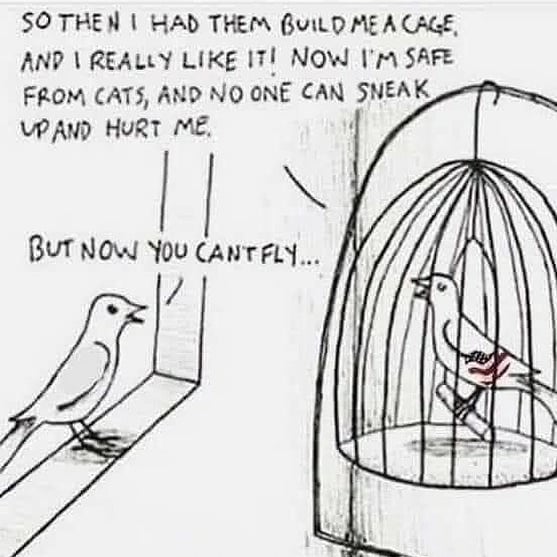 SO THEN I HAD THEM BUILD ME A CAGE,
AND I REALLY LIKE IT! NOW I'M SAFE
FROM CATS, AND NO ONE CAN SNEAK
UP AND HURT ME.
BUT NOW YOU CANT FLY...